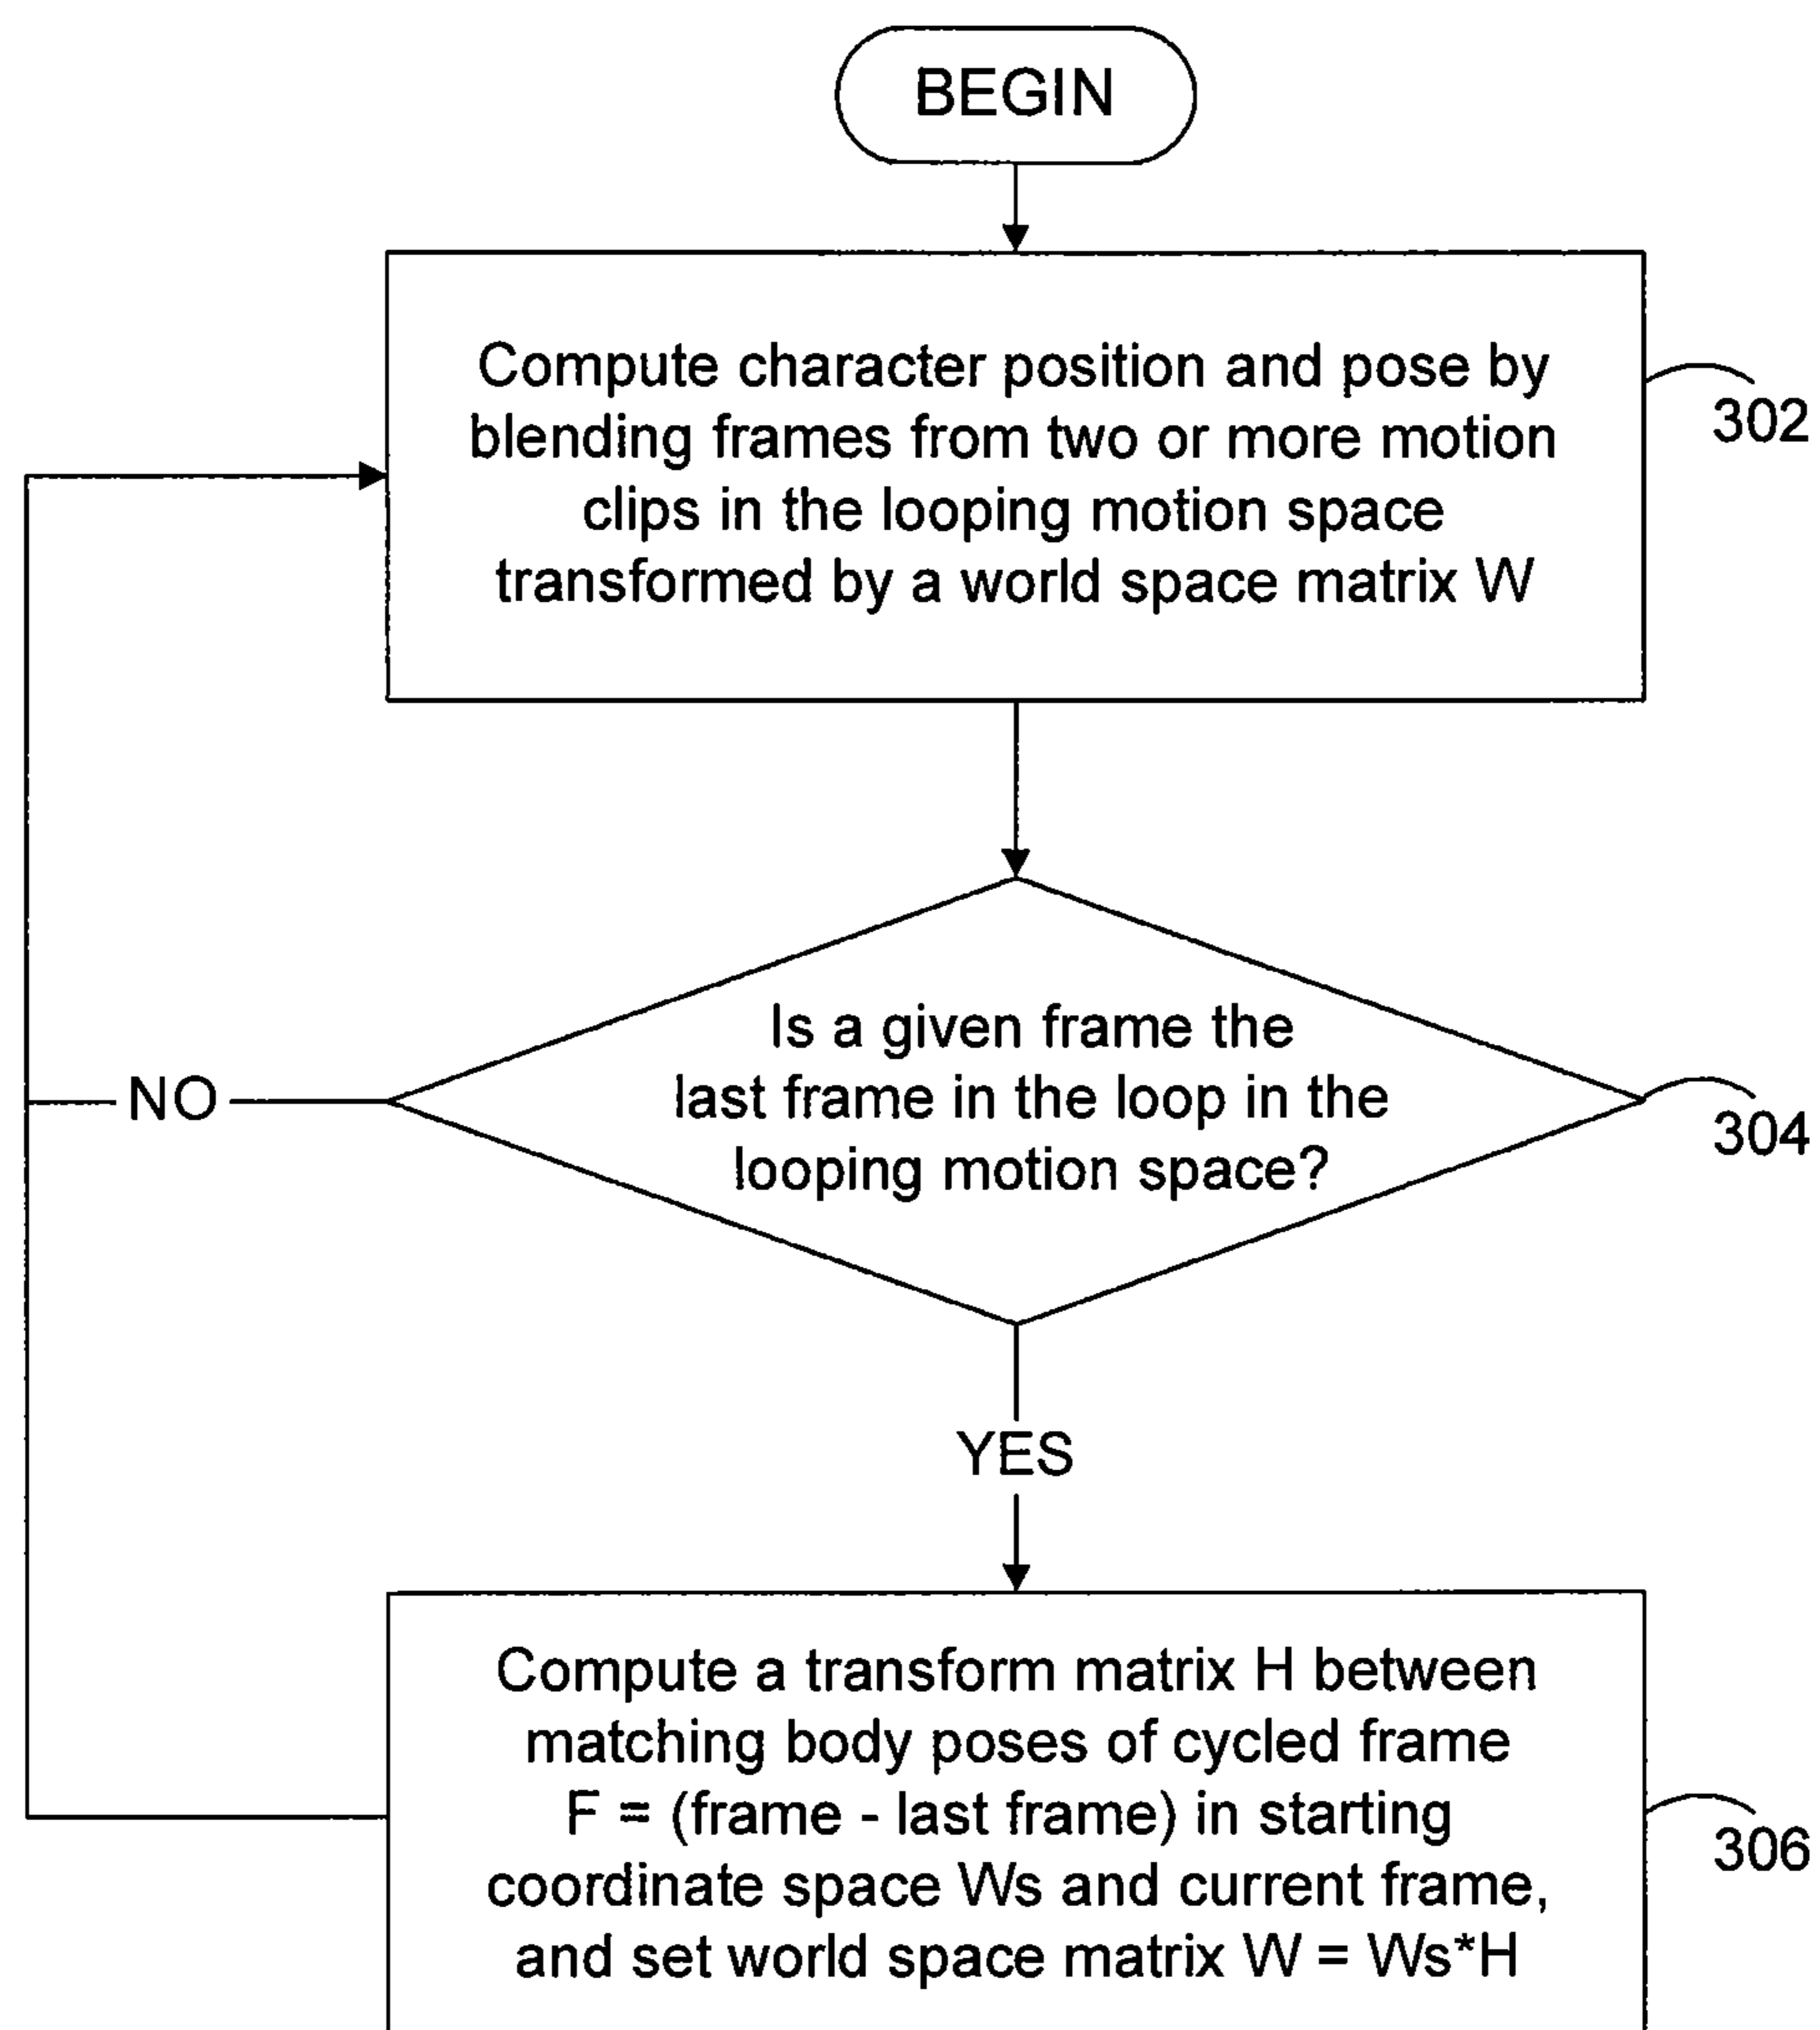 BEGIN
Compute character position and pose by
blending frames from two or more motion
clips in the looping motion space
transformed by a world space matrix W
302
Is a given frame the
last frame in the loop in the
looping motion space?
304
NO
YES
Compute a transform matrix H between
matching body poses of cycled frame
F = (frame - last frame) in starting
coordinate space Ws and current frame,
and set world space matrix W = Ws*H
306